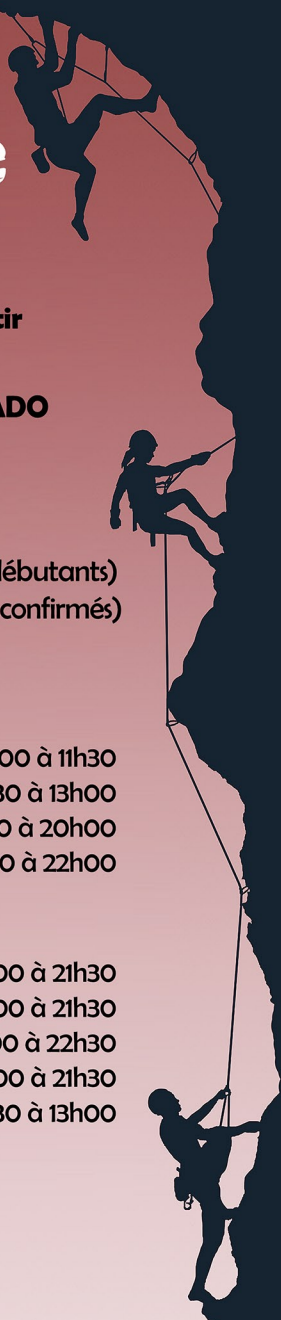 e
tir
ADO
débutants)
confirmés)
00 à 11h30
30 à 13h00
0 à 20h00
0 à 22h00
00 à 21h30
00 à 21h30
00 à 22h30
00 à 21h30
30 à 13h00